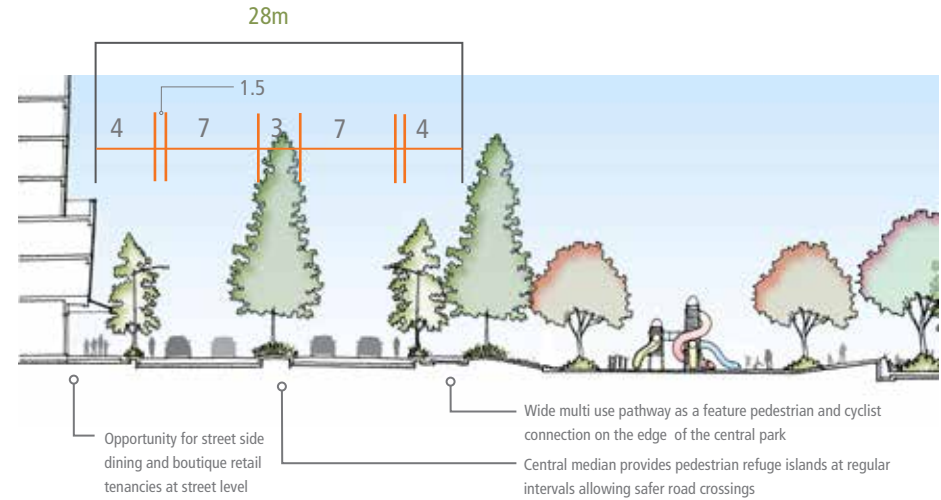 28m
1.5
4 7 3 7 4
Opportunity for street side
dining and boutique retail
tenancies at street level
Wide multi use pathway as a feature pedestrian and cyclist
connection on the edge of the central park
Central median provides pedestrian refuge islands at regular
intervals allowing safer road crossings